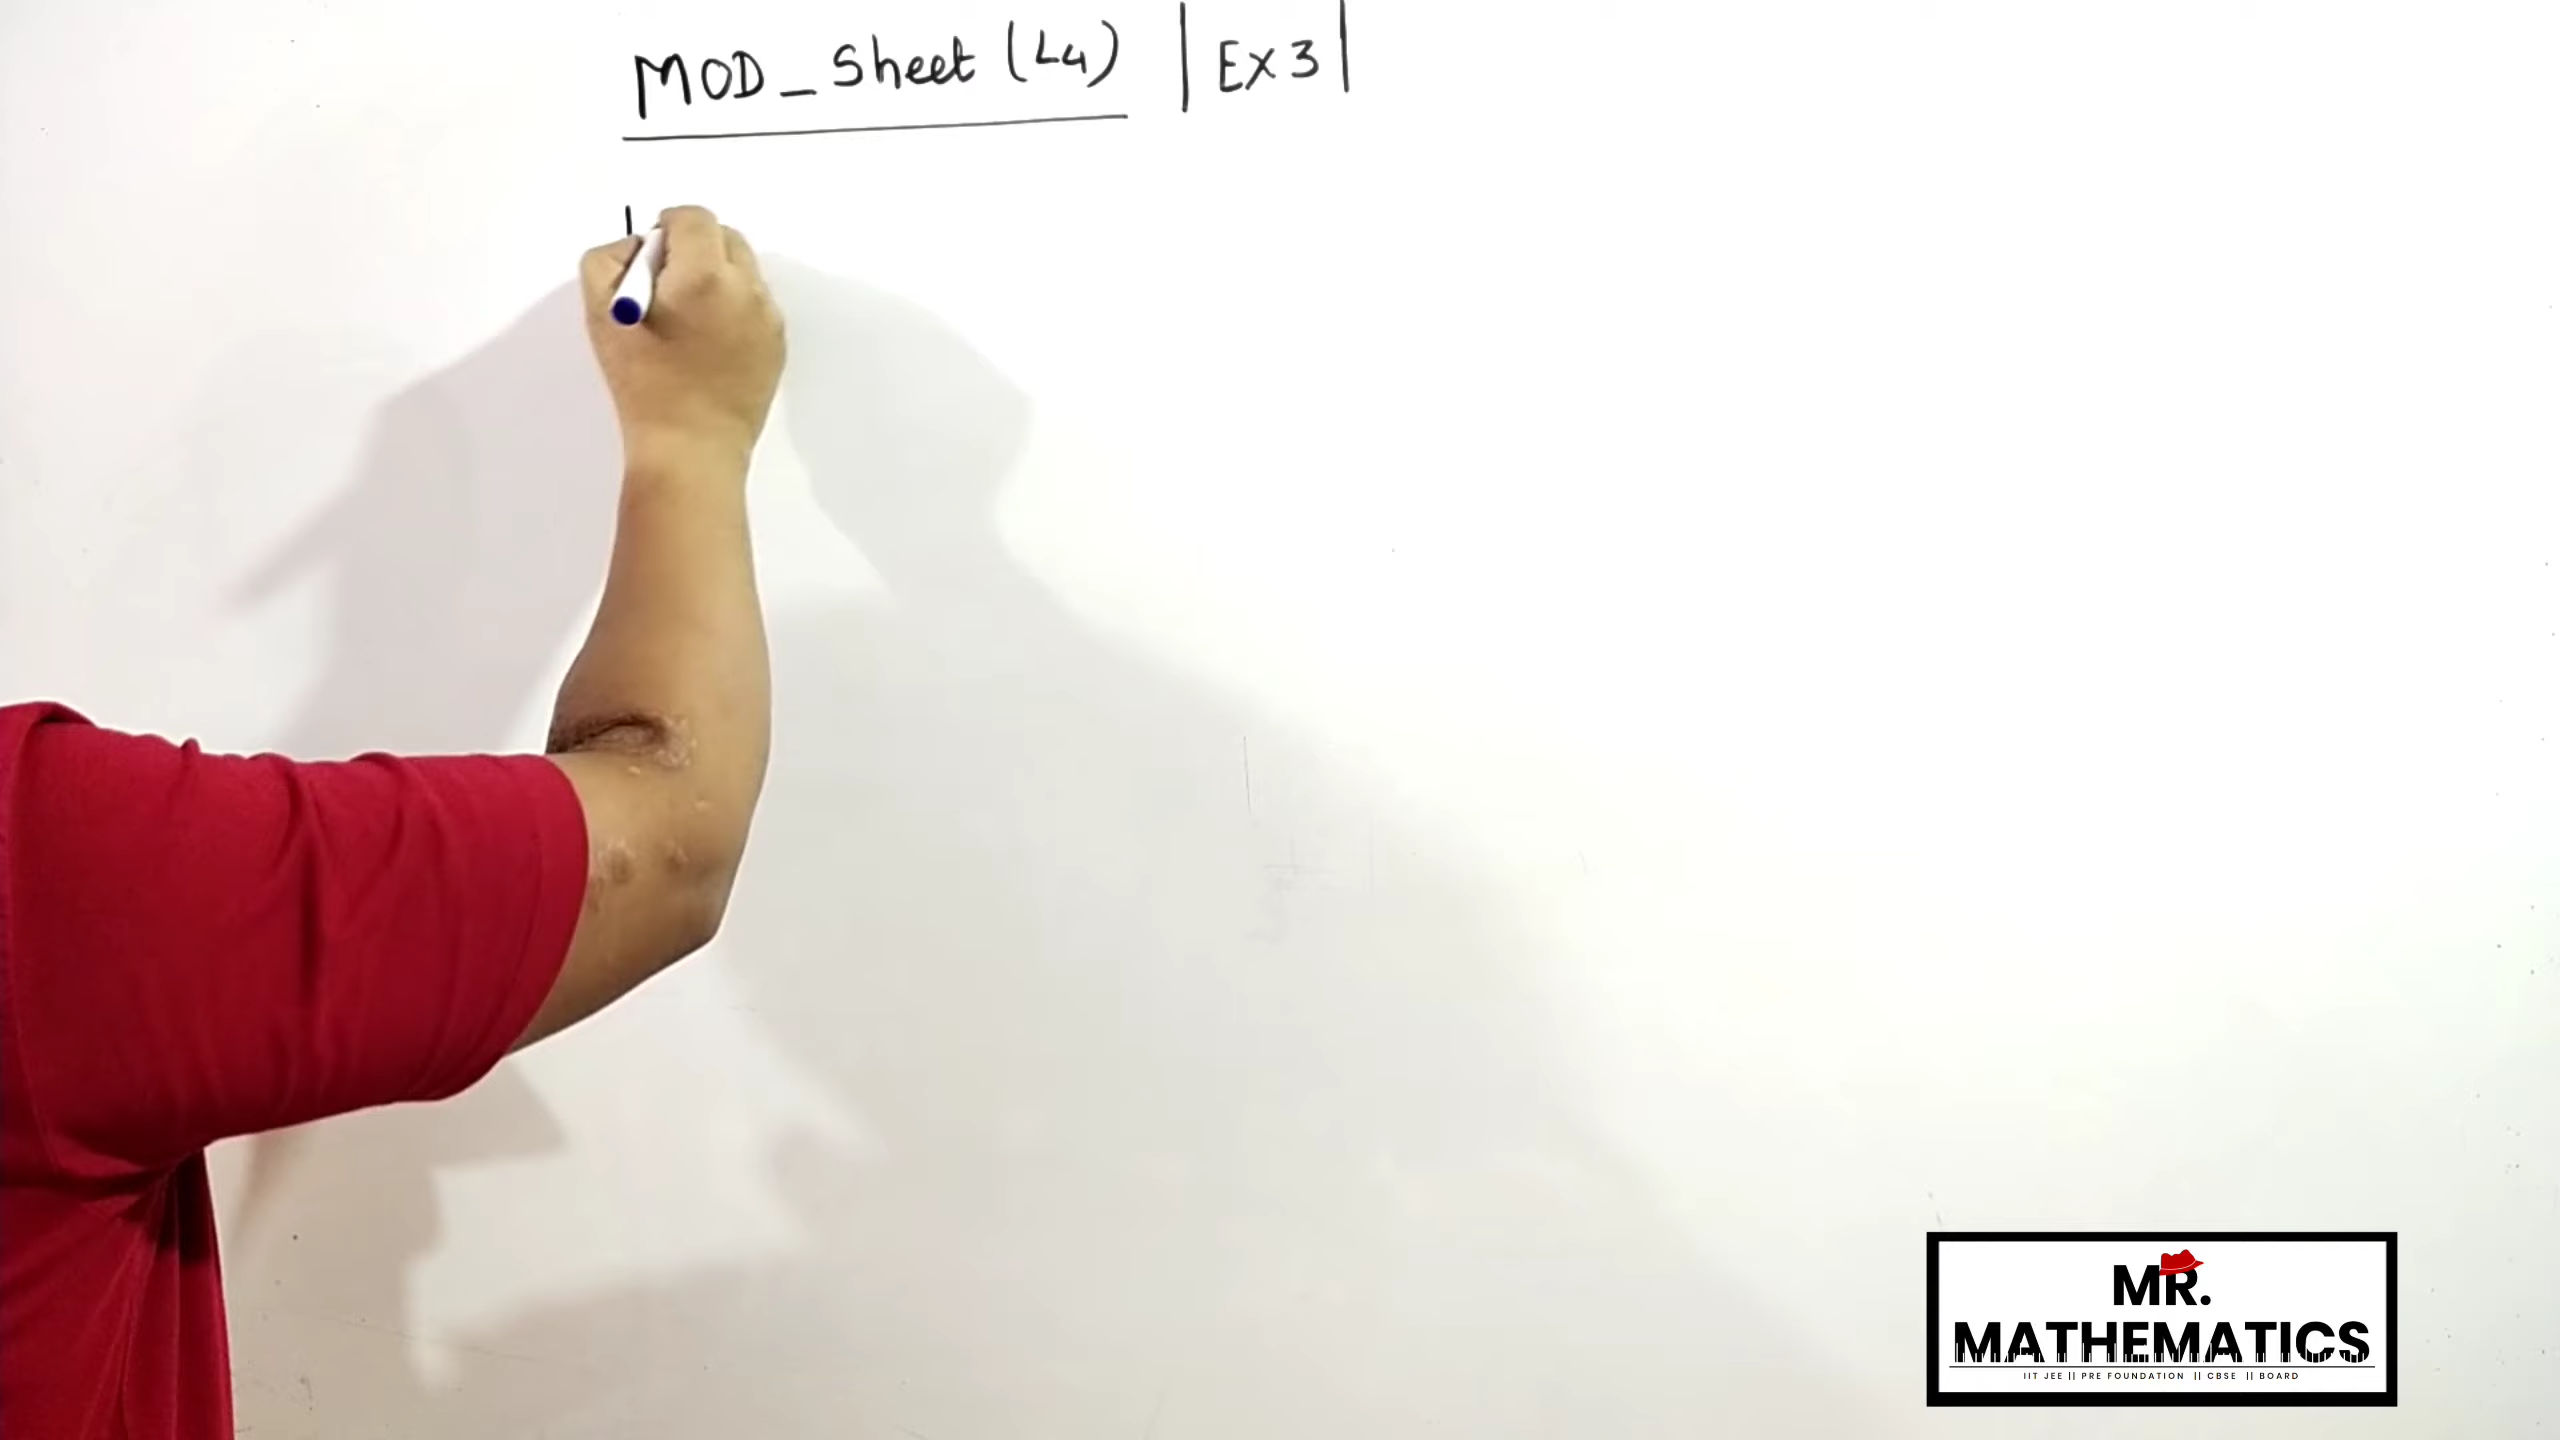 MOD_Sheet (L4) | Ex 3 |
MR.
MATHEMATICS
IIT JEE || PRE FOUNDATION || CBSE || BOARD